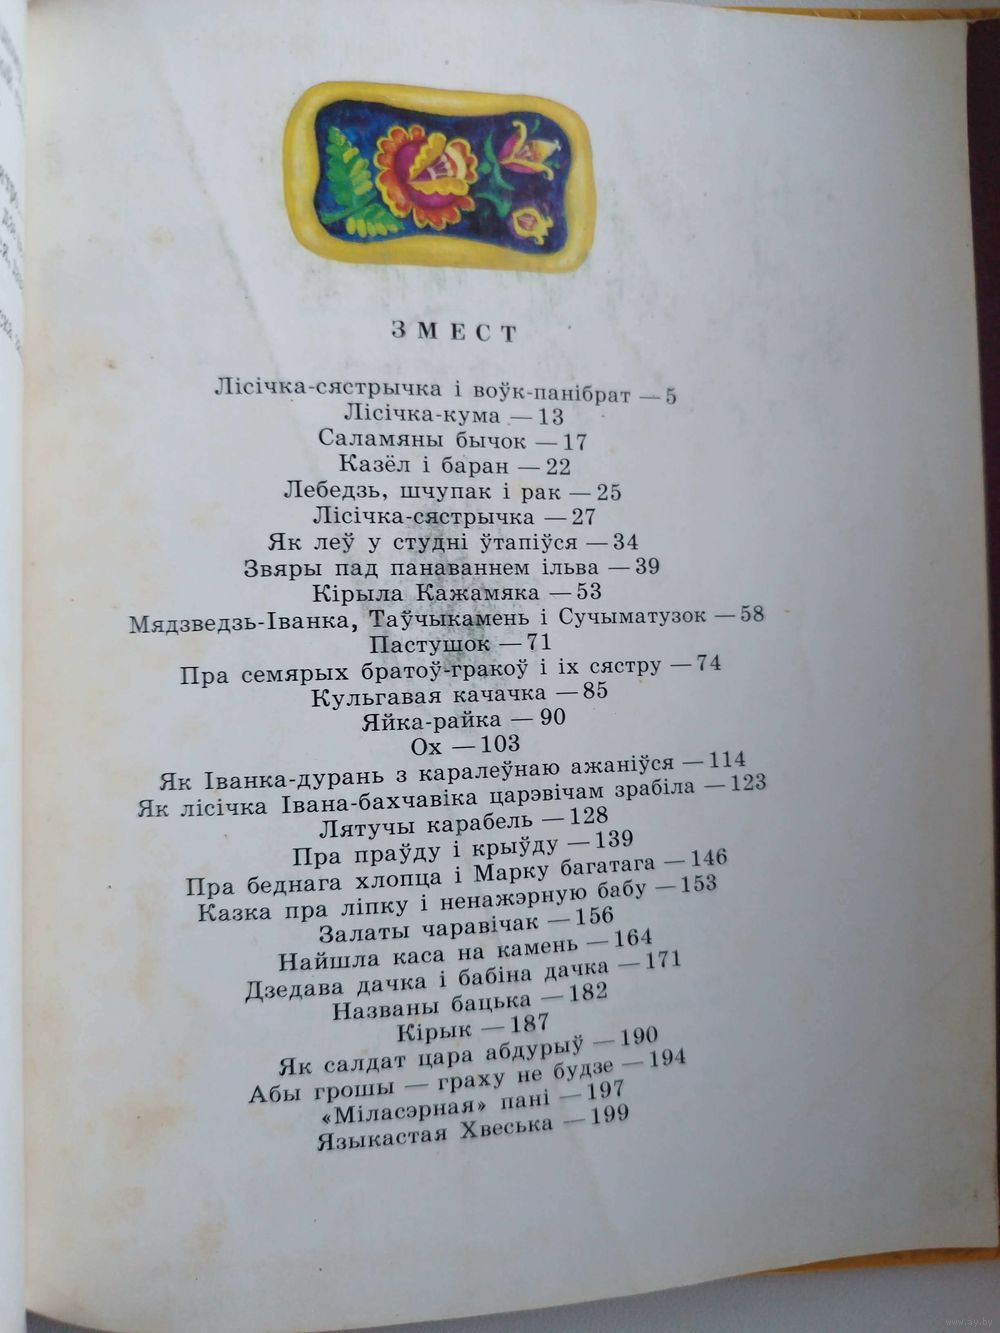 ЗМЕСТ
Лісічка-сястрычка і воўк-панібрат — 5
Лісічка-кума — 13
Саламяны бычок — 17
Казёл і баран — 22
Лебедзь, шчупак і рак — 25
Лісічка-сястрычка — 27
Як леў у студні ўтапіўся — 34
Звяры пад панаваннем ільва — 39
Кірыла Кажамяка — 53
Мядзведзь-Іванка, Таўчыкамень і Сучыматузок — 58
Пастушок — 71
Пра семярых братоў-гракоў і іх сястру — 74
Кульгавая качачка — 85
Яйка-райка — 90
Ох — 103
Як Іванка-дурань з каралеўнаю ажаніўся — 114
Як лісічка Івана-бахчавіка царэвічам зрабіла — 123
Лятучы карабель — 128
Пра праўду і крыўду — 139
Пра беднага хлопца і Марку багатага — 146
Казка пра ліпку і ненажэрную бабу — 153
Залаты чаравічак — 156
Найшла каса на камень — 164
Дзедава дачка і бабіна дачка — 171
Названы бацька — 182
Кірык — 187
Як салдат цара абдурыў — 190
Абы грошы — граху не будзе — 194
«Міласэрная» пані — 197
Языкастая Хвеська — 199
www.ay.by